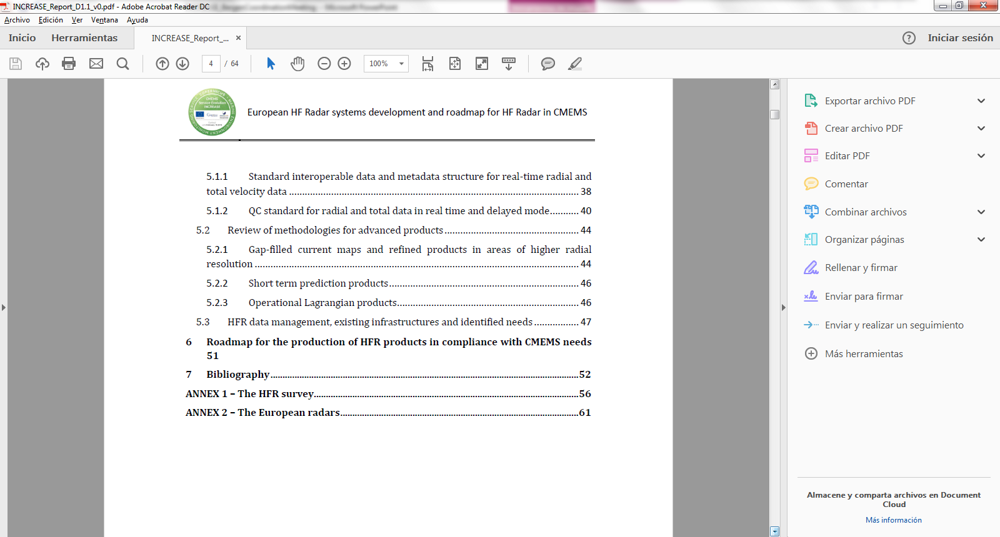 INCREASE_Report_D1.1_v0.pdf - Adobe Acrobat Reader DC
Archivo Edición Ver Ventana Ayuda
Inicio Herramientas INCREASE_Report_... × Iniciar sesión
4 / 64 100%
CMEMS
Service Evolution
INCREASE
European HF Radar systems development and roadmap for HF Radar in CMEMS
5.1.1 Standard interoperable data and metadata structure for real-time radial and
total velocity data ........ 38
5.1.2 QC standard for radial and total data in real time and delayed mode........... 40
5.2 Review of methodologies for advanced products ........ 44
5.2.1 Gap-filled current maps and refined products in areas of higher radial
resolution ........ 44
5.2.2 Short term prediction products........ 46
5.2.3 Operational Lagrangian products........ 46
5.3 HFR data management, existing infrastructures and identified needs ................. 47
6 Roadmap for the production of HFR products in compliance with CMEMS needs
51
7 Bibliography........52
ANNEX 1 – The HFR survey........56
ANNEX 2 – The European radars........61
Exportar archivo PDF
Crear archivo PDF
Editar PDF
Comentar
Combinar archivos
Organizar páginas
Rellenar y firmar
Enviar para firmar
Enviar y realizar un seguimiento
Más herramientas
Almacene y comparta archivos en Document
Cloud
Más información